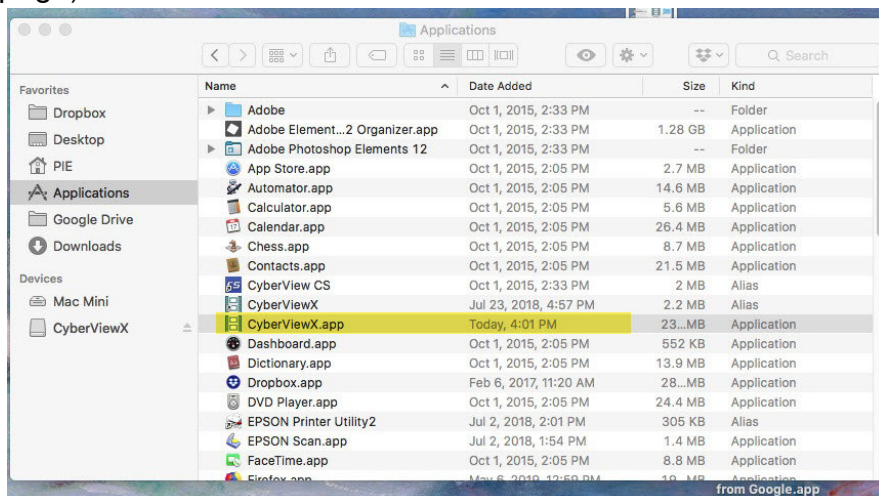 Applications
Search
Favorites
Dropbox
Desktop
PIE
Applications
Google Drive
Downloads
Devices
Mac Mini
CyberViewX
Name Date Added Size Kind
Adobe Oct 1, 2015, 2:33 PM -- Folder
Adobe Element...2 Organizer.app Oct 1, 2015, 2:33 PM 1.28 GB Application
Adobe Photoshop Elements 12 Oct 1, 2015, 2:33 PM -- Folder
App Store.app Oct 1, 2015, 2:05 PM 2.7 MB Application
Automator.app Oct 1, 2015, 2:05 PM 14.6 MB Application
Calculator.app Oct 1, 2015, 2:05 PM 5.6 MB Application
Calendar.app Oct 1, 2015, 2:05 PM 26.4 MB Application
Chess.app Oct 1, 2015, 2:05 PM 8.7 MB Application
Contacts.app Oct 1, 2015, 2:05 PM 21.5 MB Application
CyberView CS Oct 1, 2015, 2:33 PM 2 MB Alias
CyberViewX Jul 23, 2018, 4:57 PM 2.2 MB Alias
CyberViewX.app Today, 4:01 PM 23...MB Application
Dashboard.app Oct 1, 2015, 2:05 PM 552 KB Application
Dictionary.app Oct 1, 2015, 2:05 PM 13.9 MB Application
Dropbox.app Feb 6, 2017, 11:20 AM 28...MB Application
DVD Player.app Oct 1, 2015, 2:05 PM 24.4 MB Application
EPSON Printer Utility2 Jul 2, 2018, 2:01 PM 305 KB Alias
EPSON Scan.app Jul 2, 2018, 1:54 PM 1.4 MB Application
FaceTime.app Oct 1, 2015, 2:05 PM 8.8 MB Application
Firefox.app May 6, 2019, 12:59 PM Application
from Google.app